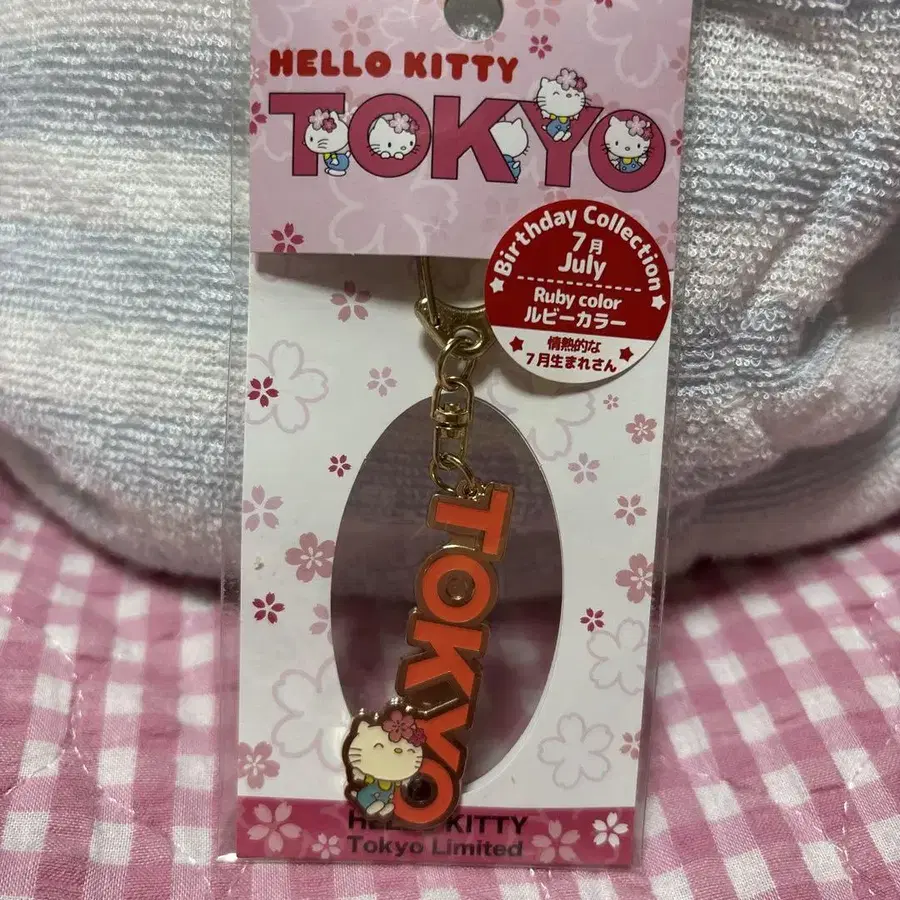 HELLO KITTY
TOKYO
Birthday Collection
7月
July
Ruby color
ルビーカラー
情熱的な
7月生まれさん
TOKYO
HELLO KITTY
Tokyo Limited